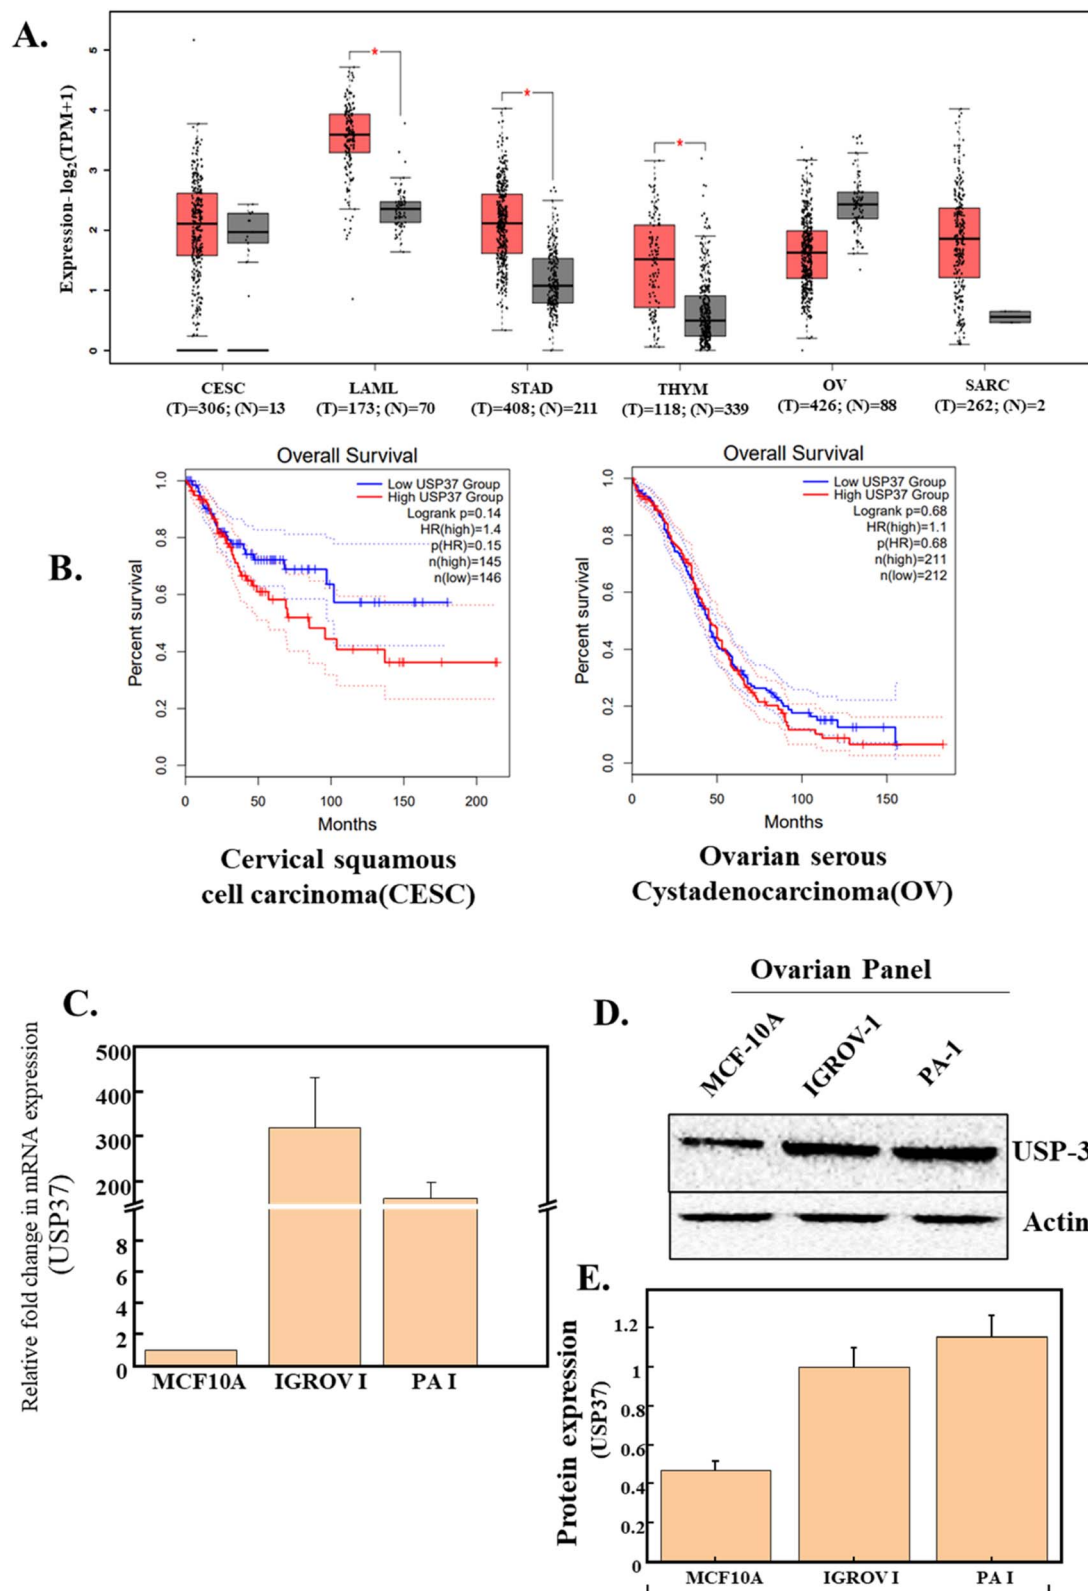 A.
Expression-log2(TPM+1)
5
4
3
2
1
0
*
*
*
CESC
(T)=306; (N)=13
LAML
(T)=173; (N)=70
STAD
(T)=408; (N)=211
THYM
(T)=118; (N)=339
OV
(T)=426; (N)=88
SARC
(T)=262; (N)=2
B.
Overall Survival
Low USP37 Group
High USP37 Group
Logrank p=0.14
HR(high)=1.4
p(HR)=0.15
n(high)=145
n(low)=146
Percent survival
1.0
0.8
0.6
0.4
0.2
0.0
0 50 100 150 200
Months
Cervical squamous
cell carcinoma(CESC)
Overall Survival
Low USP37 Group
High USP37 Group
Logrank p=0.68
HR(high)=1.1
p(HR)=0.68
n(high)=211
n(low)=212
Percent survival
1.0
0.8
0.6
0.4
0.2
0.0
0 50 100 150
Months
Ovarian serous
Cystadenocarcinoma(OV)
C.
Relative fold change in mRNA expression
(USP37)
500
400
300
200
8
6
4
2
0
MCF10A IGROV I PA I
D.
Ovarian Panel
MCF-10A IGROV-1 PA-1
USP-3
Actin
E.
Protein expression
(USP37)
1.2
1
0.8
0.6
0.4
0.2
0
MCF10A IGROV I PA I